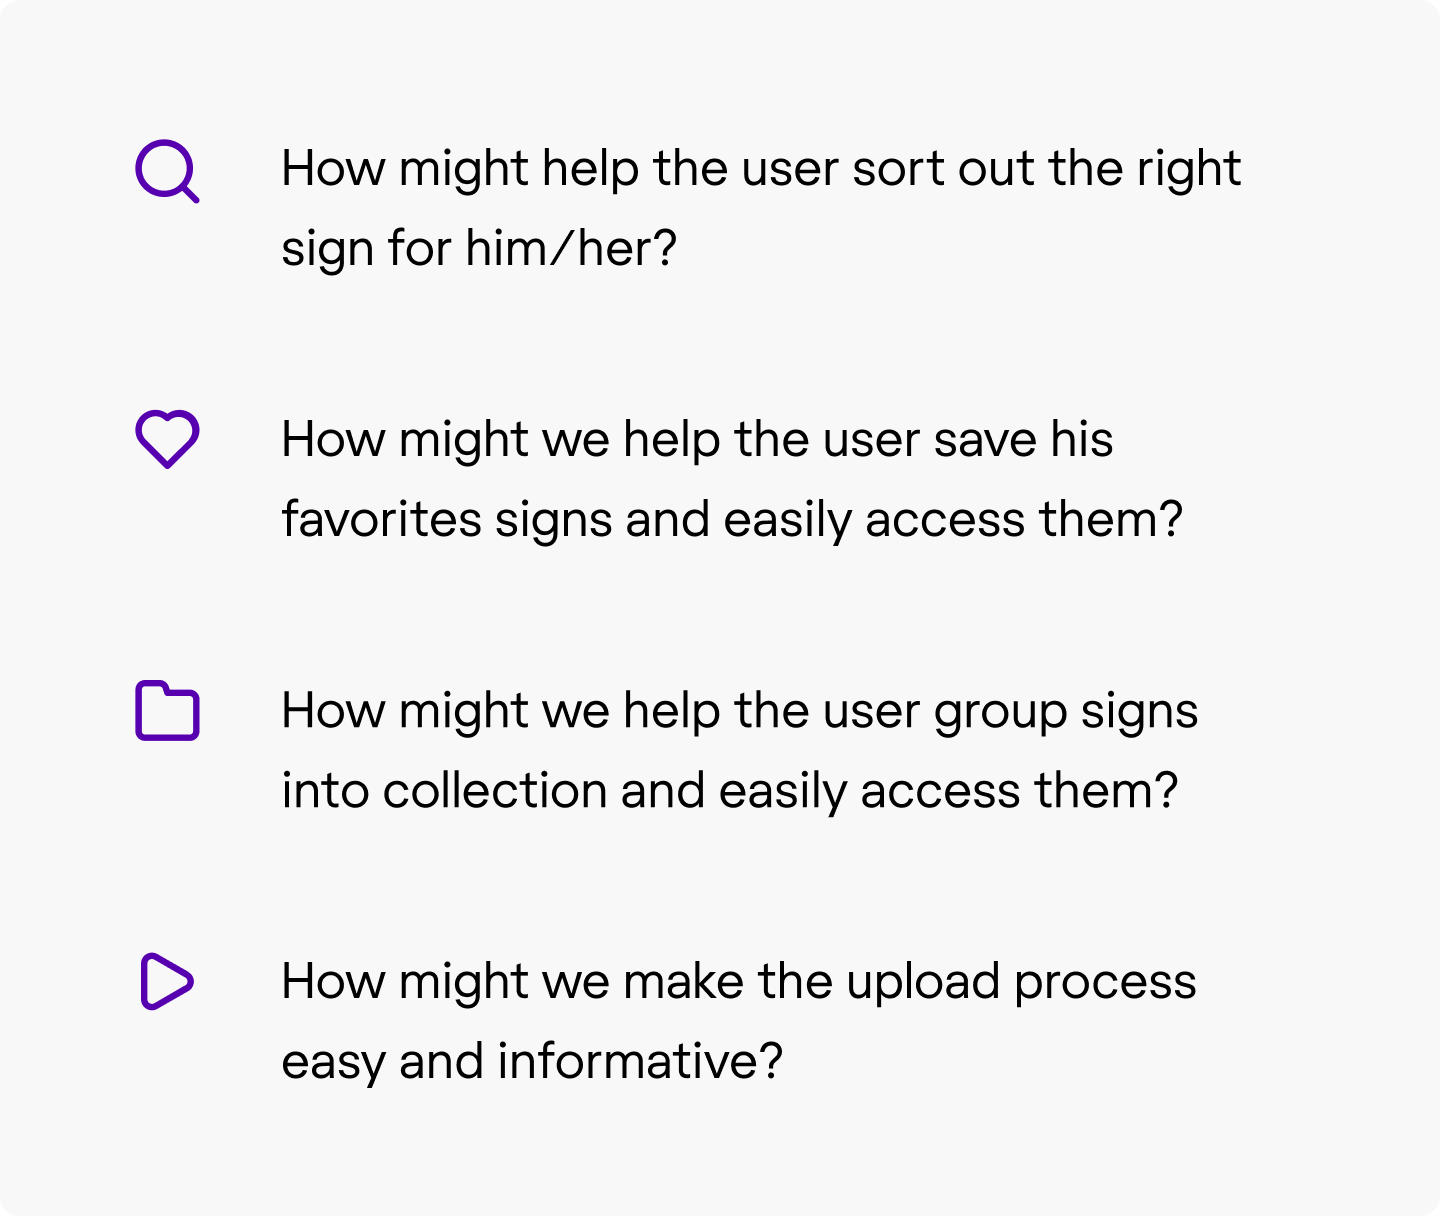 How might help the user sort out the right
sign for him/her?
How might we help the user save his
favorites signs and easily access them?
How might we help the user group signs
into collection and easily access them?
How might we make the upload process
easy and informative?